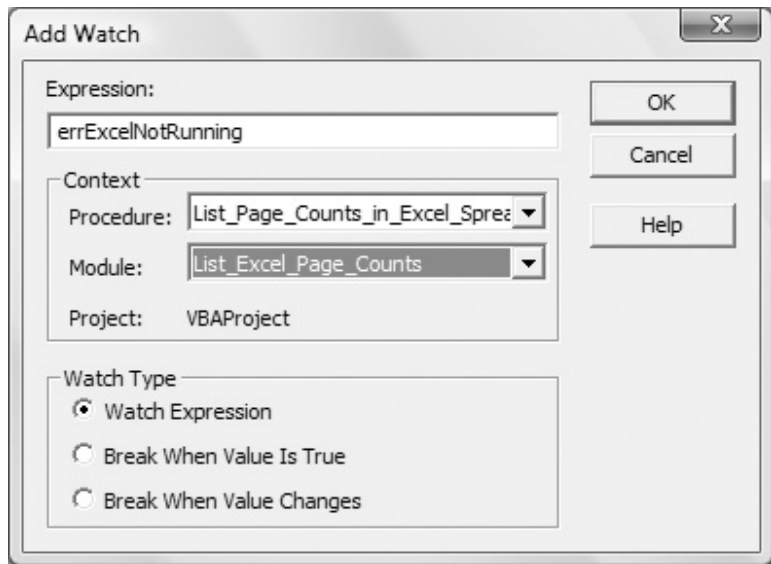 Add Watch
Expression:
errExcelNotRunning
OK
Cancel
Help
Context
Procedure: List_Page_Counts_in_Excel_Sprea
Module: List_Excel_Page_Counts
Project: VBAProject
Watch Type
Watch Expression
Break When Value Is True
Break When Value Changes